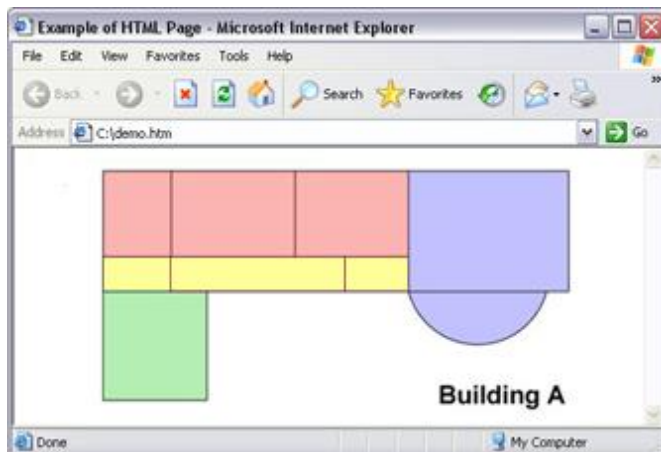 Example of HTML Page - Microsoft Internet Explorer
File Edit View Favorites Tools Help
Back Search Favorites »
Address C:\demo.htm Go
Building A
Done My Computer